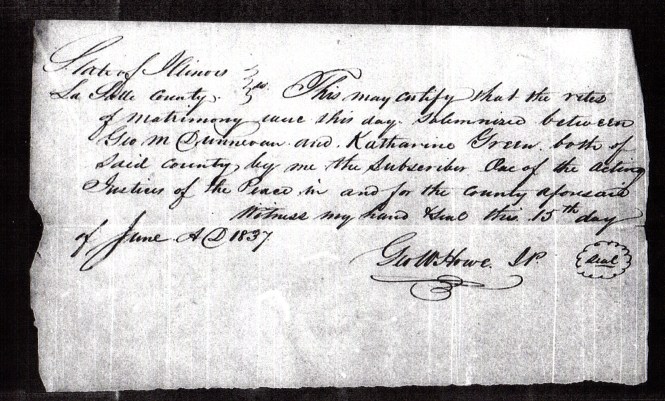 State of Illinois
La Salle County } ss This may certify that the rites
of matrimony were this day Solemnized between
Geo M Dunnavan and Katharine Green both of
Said County by me the Subscriber One of the acting
Justices of the Peace in and for the County aforesaid
Witness my hand & Seal this 15th day
of June A D 1837
Geo W Howe J P. Seal